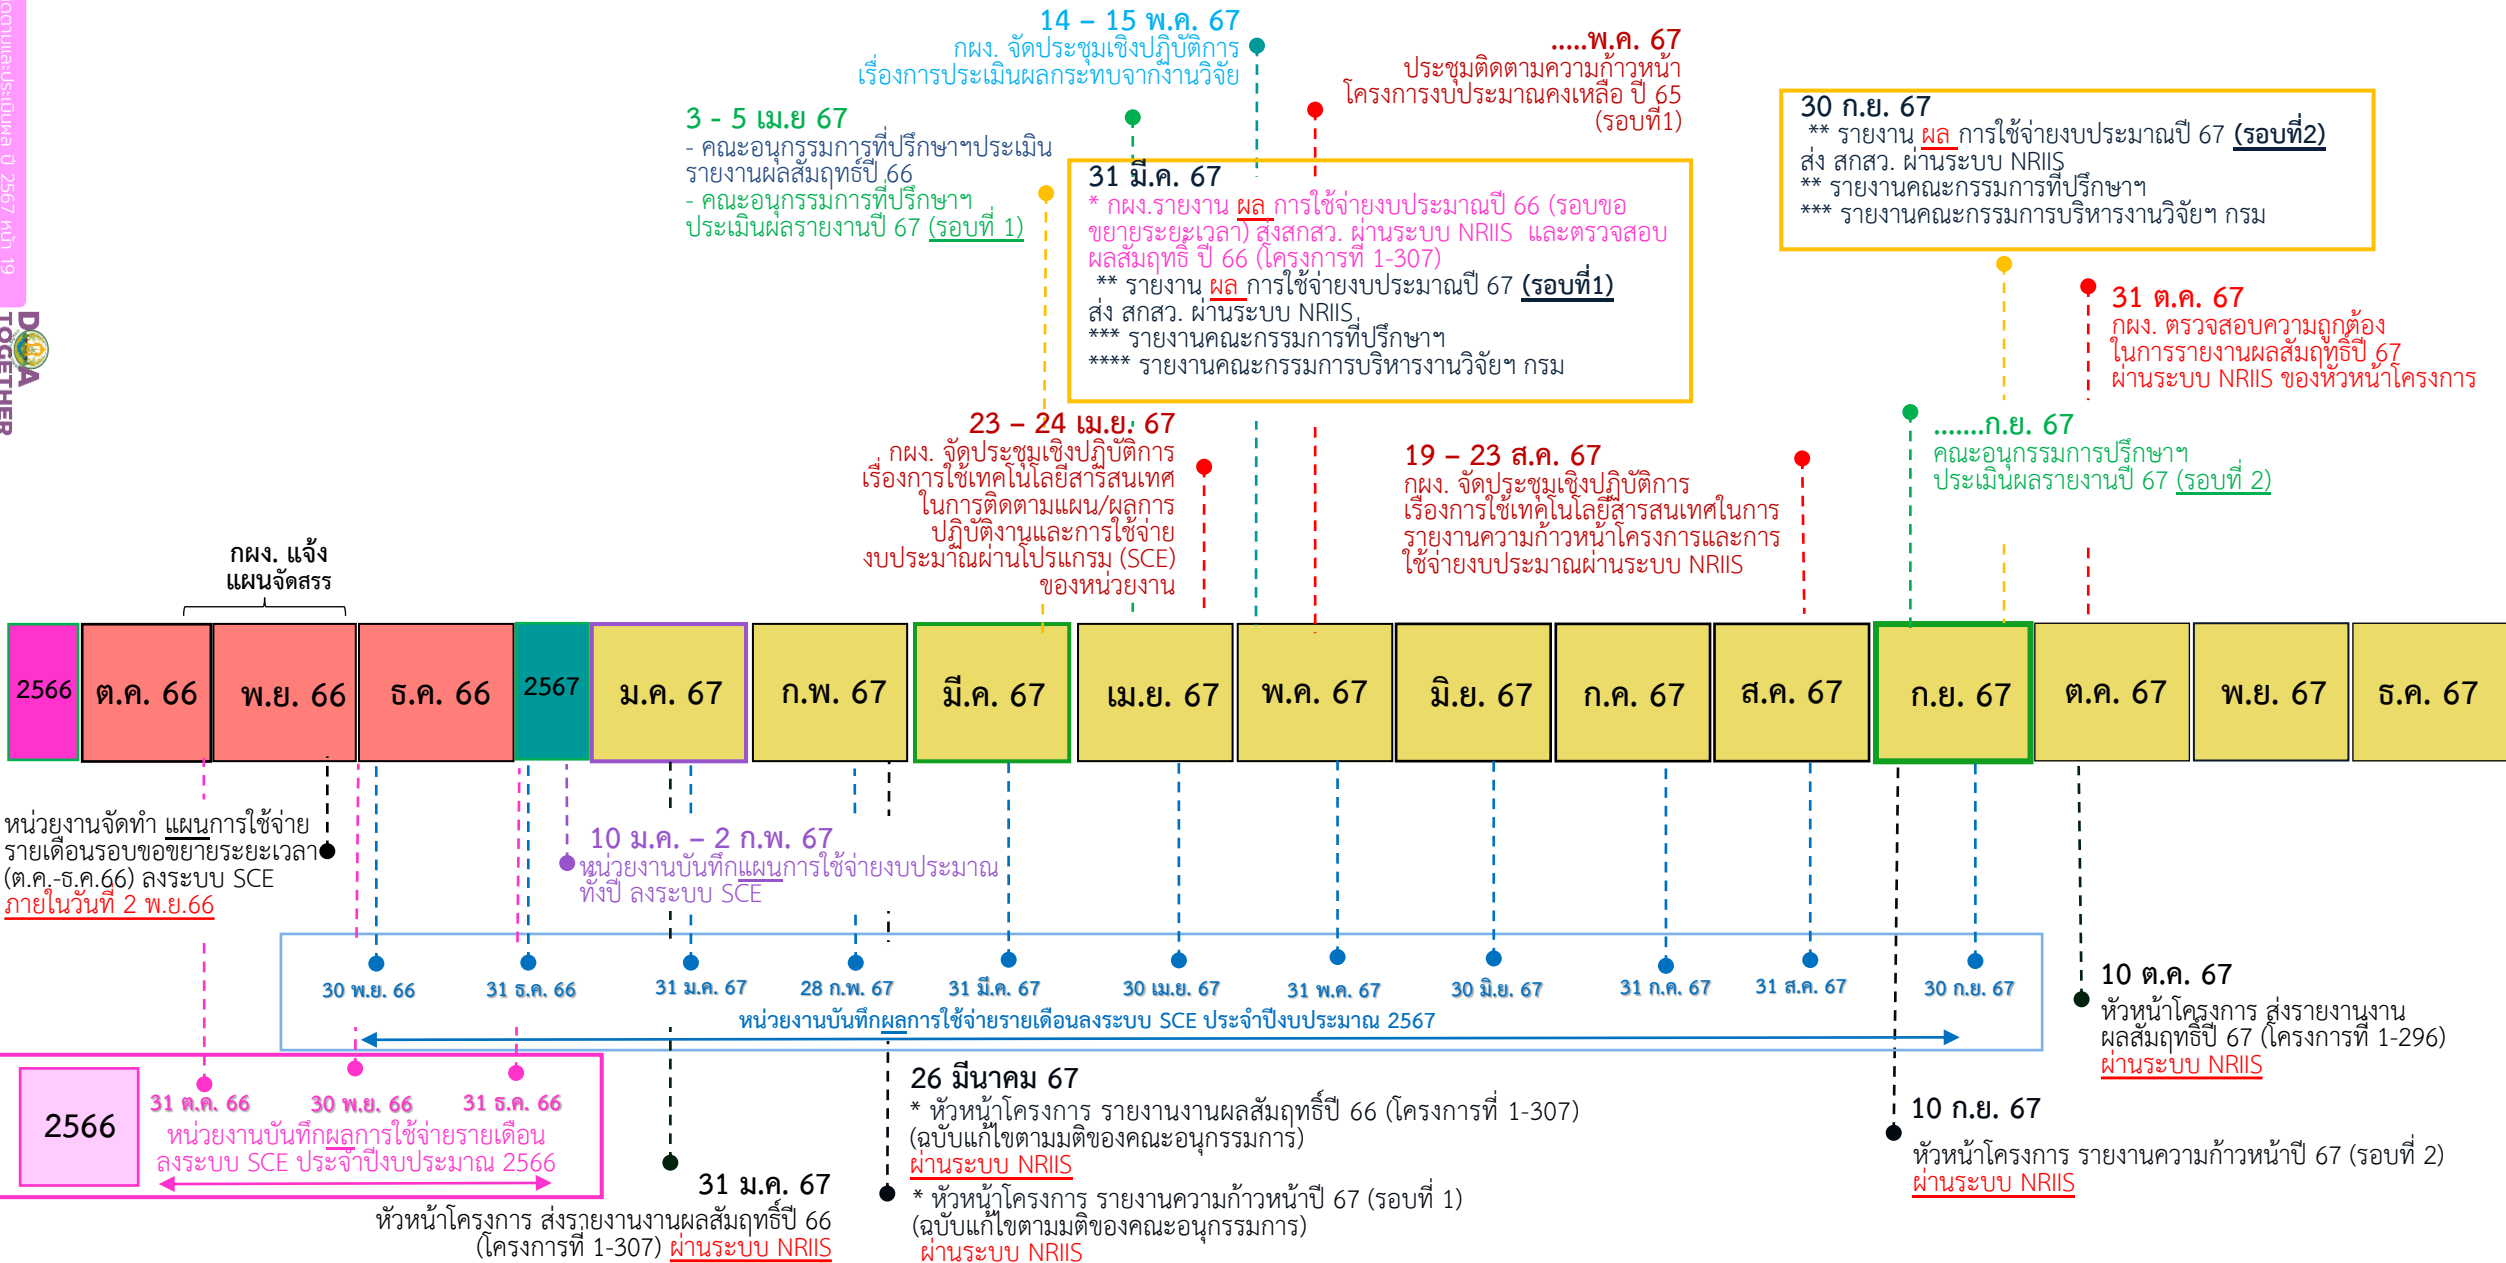 ติดตามและประเมินผล ปี 2567 หน้า 19
DOA
TOGETHER
14 – 15 พ.ค. 67
กผง. จัดประชุมเชิงปฏิบัติการ
เรื่องการประเมินผลกระทบจากงานวิจัย
.....พ.ค. 67
ประชุมติดตามความก้าวหน้า
โครงการงบประมาณคงเหลือ ปี 65
(รอบที่1)
3 - 5 เม.ย 67
- คณะอนุกรรมการที่ปรึกษาฯประเมิน
รายงานผลสัมฤทธ์ปี 66
- คณะอนุกรรมการที่ปรึกษาฯ
ประเมินผลรายงานปี 67 (รอบที่ 1)
31 มี.ค. 67
* กผง.รายงาน ผล การใช้จ่ายงบประมาณปี 66 (รอบขอ
ขยายระยะเวลา) ส่งสกสว. ผ่านระบบ NRIIS และตรวจสอบ
ผลสัมฤทธิ์ ปี 66 (โครงการที่ 1-307)
** รายงาน ผล การใช้จ่ายงบประมาณปี 67 (รอบที่1)
ส่ง สกสว. ผ่านระบบ NRIIS
*** รายงานคณะกรรมการที่ปรึกษาฯ
**** รายงานคณะกรรมการบริหารงานวิจัยฯ กรม
30 ก.ย. 67
** รายงาน ผล การใช้จ่ายงบประมาณปี 67 (รอบที่2)
ส่ง สกสว. ผ่านระบบ NRIIS
** รายงานคณะกรรมการที่ปรึกษาฯ
*** รายงานคณะกรรมการบริหารงานวิจัยฯ กรม
31 ต.ค. 67
กผง. ตรวจสอบความถูกต้อง
ในการรายงานผลสัมฤทธิ์ปี 67
ผ่านระบบ NRIIS ของหัวหน้าโครงการ
23 – 24 เม.ย. 67
กผง. จัดประชุมเชิงปฏิบัติการ
เรื่องการใช้เทคโนโลยีสารสนเทศ
ในการติดตามแผน/ผลการ
ปฏิบัติงานและการใช้จ่าย
งบประมาณผ่านโปรแกรม (SCE)
ของหน่วยงาน
19 – 23 ส.ค. 67
กผง. จัดประชุมเชิงปฏิบัติการ
เรื่องการใช้เทคโนโลยีสารสนเทศในการ
รายงานความก้าวหน้าโครงการและการ
ใช้จ่ายงบประมาณผ่านระบบ NRIIS
.......ก.ย. 67
คณะอนุกรรมการปรึกษาฯ
ประเมินผลรายงานปี 67 (รอบที่ 2)
กผง. แจ้ง
แผนจัดสรร
2566
ต.ค. 66
พ.ย. 66
ธ.ค. 66
2567
ม.ค. 67
ก.พ. 67
มี.ค. 67
เม.ย. 67
พ.ค. 67
มิ.ย. 67
ก.ค. 67
ส.ค. 67
ก.ย. 67
ต.ค. 67
พ.ย. 67
ธ.ค. 67
หน่วยงานจัดทำ แผนการใช้จ่าย
รายเดือนรอบขอขยายระยะเวลา
(ต.ค.-ธ.ค.66) ลงระบบ SCE
ภายในวันที่ 2 พ.ย.66
10 ม.ค. – 2 ก.พ. 67
หน่วยงานบันทึกแผนการใช้จ่ายงบประมาณ
ทั้งปี ลงระบบ SCE
30 พ.ย. 66
31 ธ.ค. 66
31 ม.ค. 67
28 ก.พ. 67
31 มี.ค. 67
30 เม.ย. 67
31 พ.ค. 67
30 มิ.ย. 67
31 ก.ค. 67
31 ส.ค. 67
30 ก.ย. 67
หน่วยงานบันทึกผลการใช้จ่ายรายเดือนลงระบบ SCE ประจำปีงบประมาณ 2567
10 ต.ค. 67
หัวหน้าโครงการ ส่งรายงานงาน
ผลสัมฤทธิ์ปี 67 (โครงการที่ 1-296)
ผ่านระบบ NRIIS
2566
31 ต.ค. 66
30 พ.ย. 66
31 ธ.ค. 66
หน่วยงานบันทึกผลการใช้จ่ายรายเดือน
ลงระบบ SCE ประจำปีงบประมาณ 2566
31 ม.ค. 67
หัวหน้าโครงการ ส่งรายงานงานผลสัมฤทธิ์ปี 66
(โครงการที่ 1-307) ผ่านระบบ NRIIS
26 มีนาคม 67
* หัวหน้าโครงการ รายงานงานผลสัมฤทธิ์ปี 66 (โครงการที่ 1-307)
(ฉบับแก้ไขตามมติของคณะอนุกรรมการ)
ผ่านระบบ NRIIS
* หัวหน้าโครงการ รายงานความก้าวหน้าปี 67 (รอบที่ 1)
(ฉบับแก้ไขตามมติของคณะอนุกรรมการ)
ผ่านระบบ NRIIS
10 ก.ย. 67
หัวหน้าโครงการ รายงานความก้าวหน้าปี 67 (รอบที่ 2)
ผ่านระบบ NRIIS